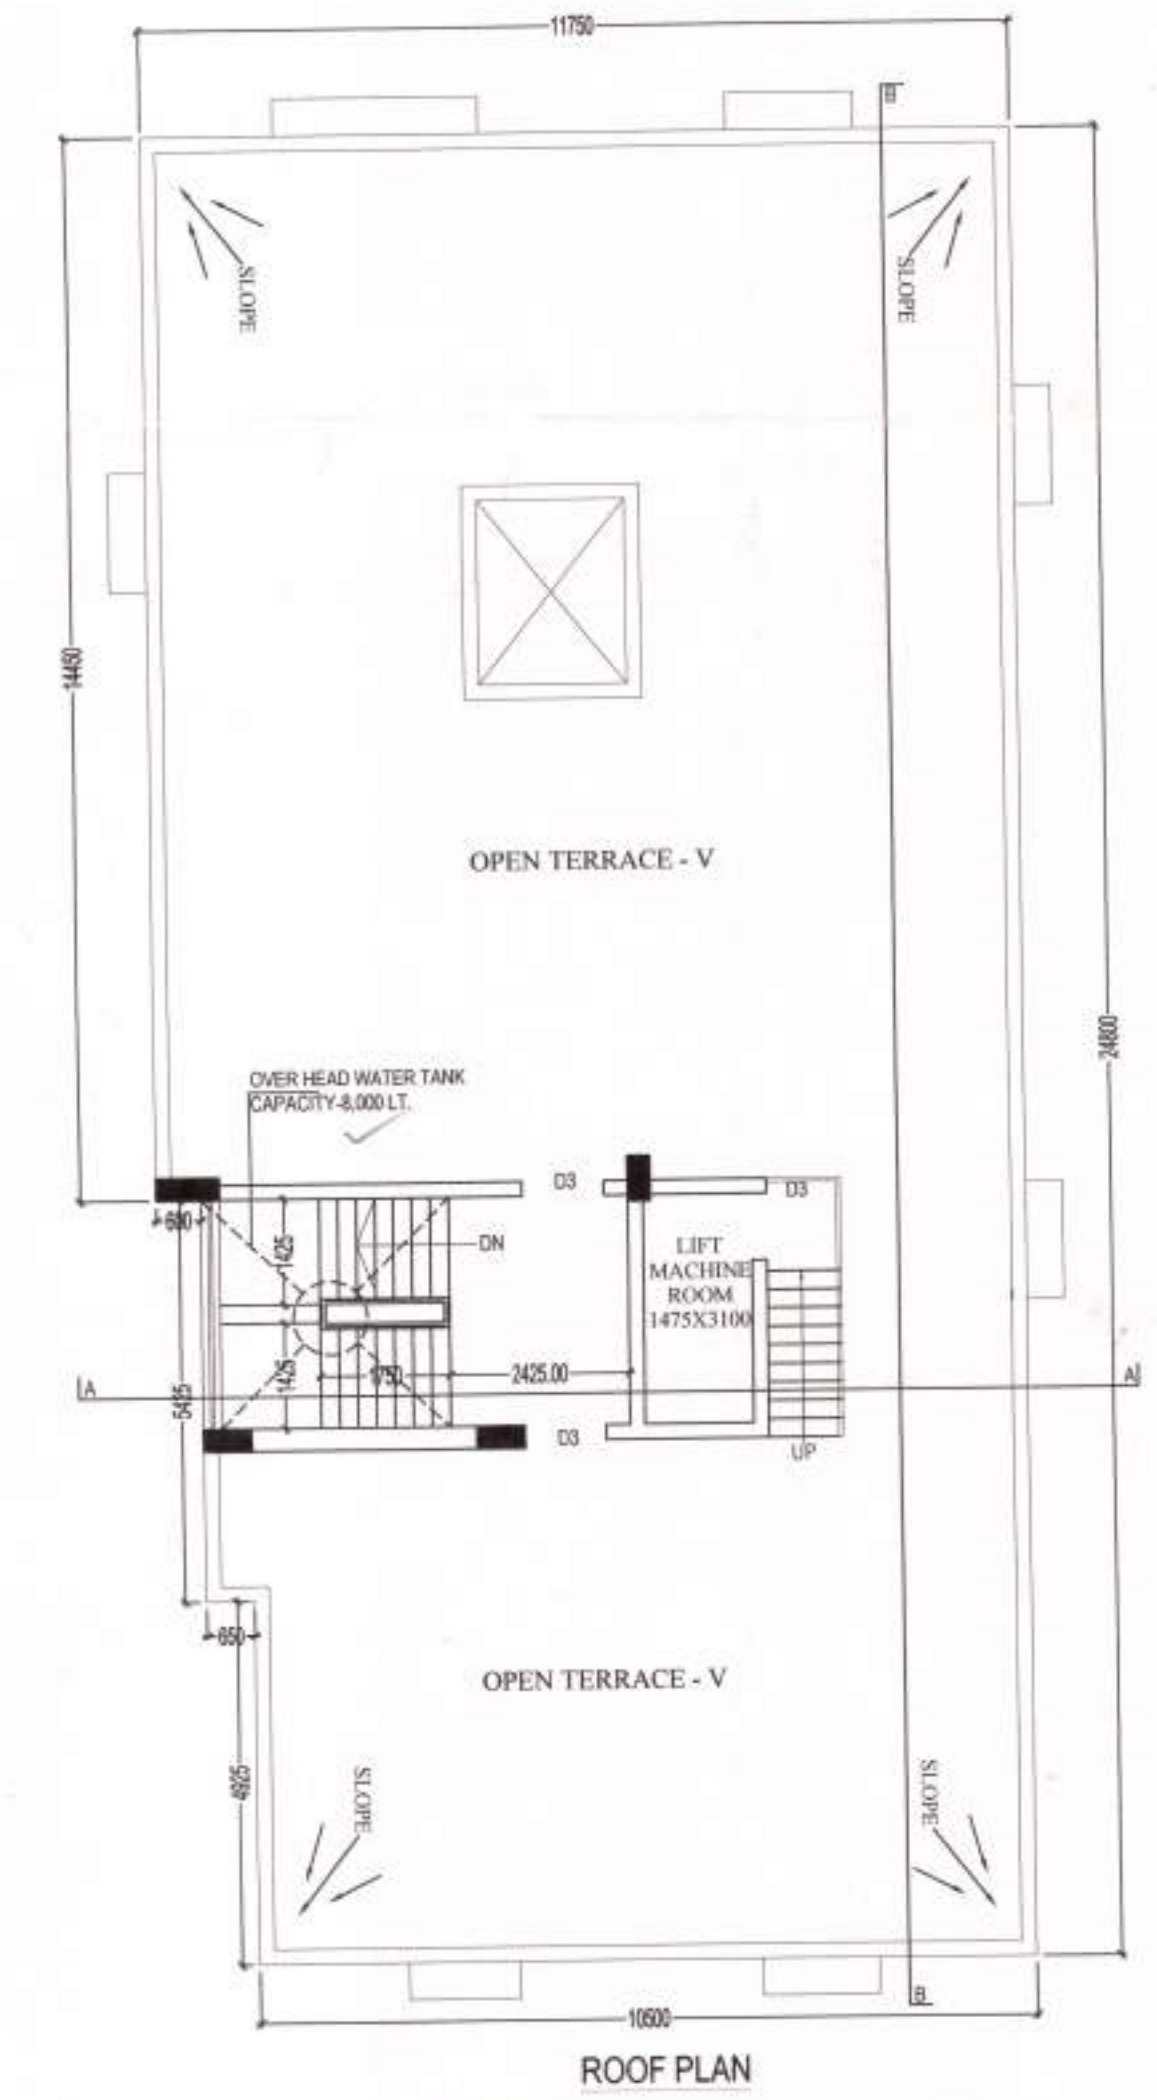 11750
B
SLOPE
SLOPE
14450
OPEN TERRACE - V
24800
OVER HEAD WATER TANK
CAPACITY-8,000 LT.
D3
D3
600
1425
DN
LIFT
MACHINE
ROOM
1475X3100
1425
1750
2425.00
A
A
5425
D3
UP
650
OPEN TERRACE - V
4925
SLOPE
SLOPE
B
10500
ROOF PLAN